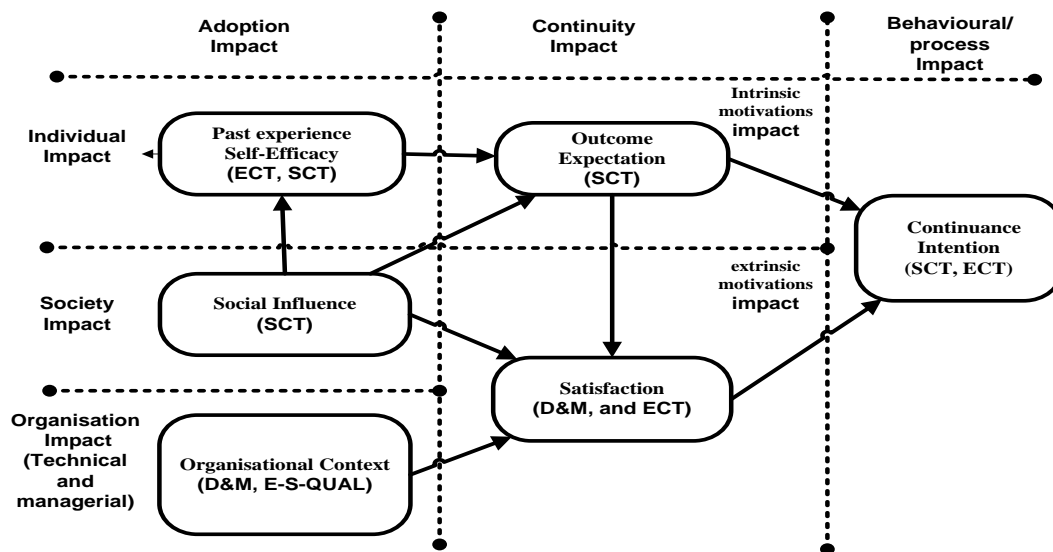 Adoption
Impact
Continuity
Impact
Behavioural/
process
Impact
Individual
Impact
Past experience
Self-Efficacy
(ECT, SCT)
Outcome
Expectation
(SCT)
Intrinsic
motivations
impact
Continuance
Intention
(SCT, ECT)
Society
Impact
Social Influence
(SCT)
extrinsic
motivations
impact
Satisfaction
(D&M, and ECT)
Organisation
Impact
(Technical
and
managerial)
Organisational Context
(D&M, E-S-QUAL)